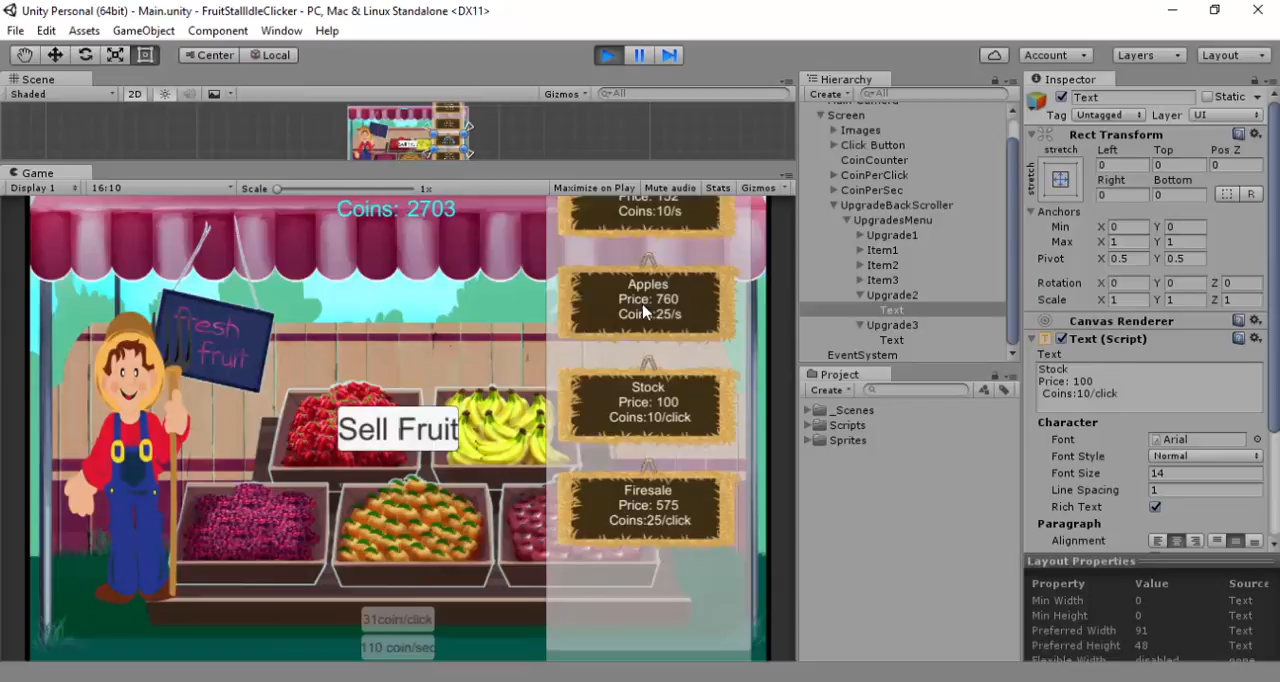 Unity Personal (64bit) - Main.unity - FruitStallIdleClicker - PC, Mac & Linux Standalone <DX11>
File Edit Assets GameObject Component Window Help
Center Local Account Layers Layout
Scene Hierarchy Inspector
Shaded 2D Gizmos All Create All
Text Static
Tag Untagged Layer UI
Screen
Images
Click Button
CoinCounter
CoinPerClick
CoinPerSec
UpgradeBackScroller
UpgradesMenu
Upgrade1
Item1
Item2
Item3
Upgrade2
Text
Upgrade3
Text
EventSystem
Game
Display 1 16:10 Scale 1x Maximize on Play Mute audio Stats Gizmos
Coins: 2703
Price: 152
Coins:10/s
Apples
Price: 760
Coins:25/s
Stock
Price: 100
Coins:10/click
Firesale
Price: 575
Coins:25/click
fresh
fruit
Sell Fruit
31coin/click
110 coin/sec
Project
Create
_Scenes
Scripts
Sprites
Rect Transform
stretch Left Top Pos Z
stretch 0 0 0
Right Bottom
0 0 R
Anchors
Min X 0 Y 0
Max X 1 Y 1
Pivot X 0.5 Y 0.5
Rotation X 0 Y 0 Z 0
Scale X 1 Y 1 Z 1
Canvas Renderer
Text (Script)
Text
Stock
Price: 100
Coins:10/click
Character
Font Arial
Font Style Normal
Font Size 14
Line Spacing 1
Rich Text
Paragraph
Alignment
Layout Properties
Property Value Source
Min Width 0 Text
Min Height 0 Text
Preferred Width 91 Text
Preferred Height 48 Text
Flexible Width disabled